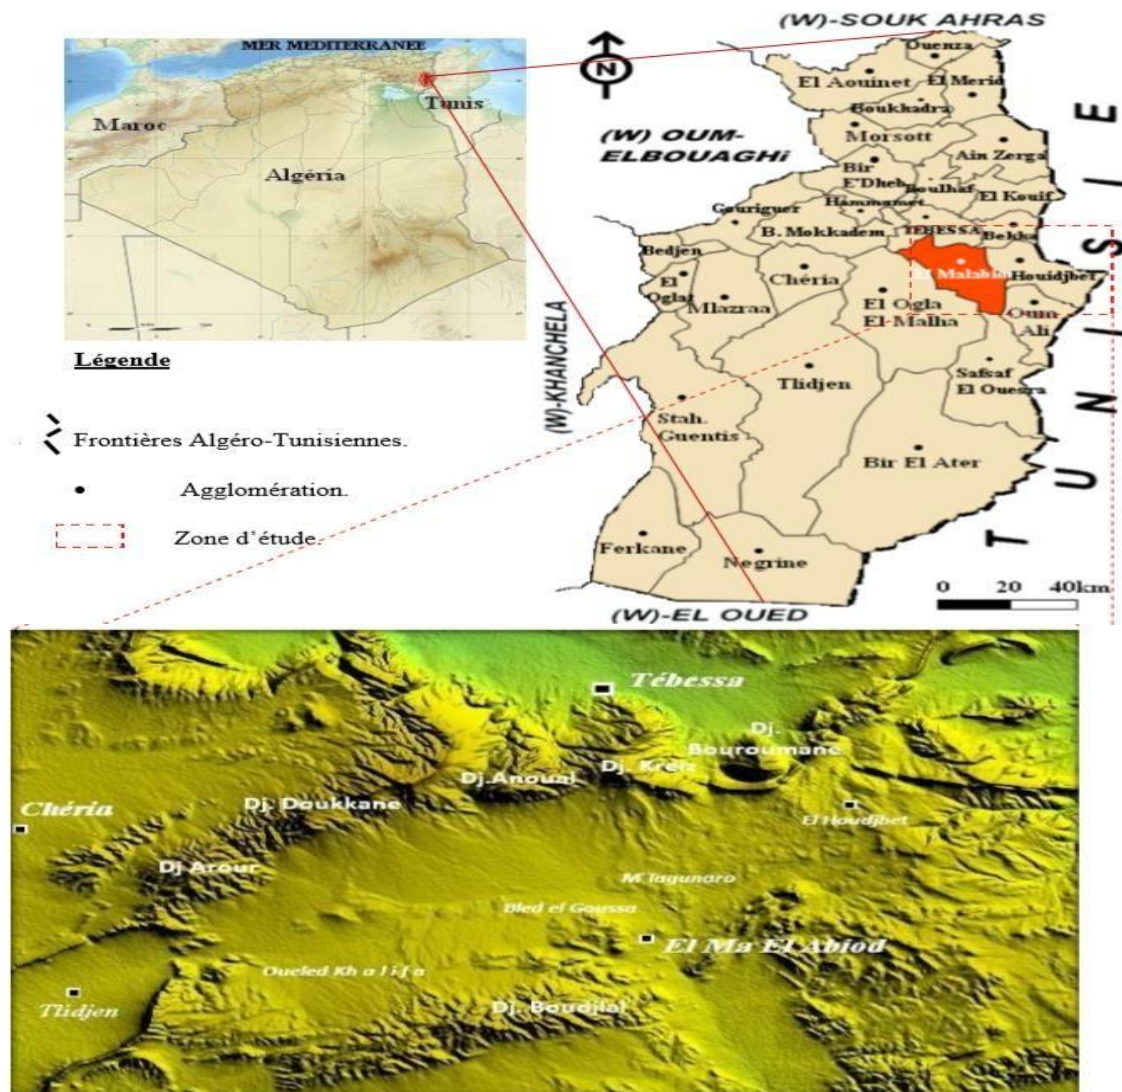 MER MEDITERRANEE
Tunis
Maroc
Algéria
Légende
Frontières Algéro-Tunisiennes.
Agglomération.
Zone d'étude.
N
(W)-SOUK AHRAS
Ouenza
El Aouinet
El Merid
Boukkadra
(W) OUM-
ELBOUAGHi
Morsott
Ain Zerga
Bir
E'Dheb
Boulhaf
El Kouif
Hammamet
Gouriguer
B. Mokkadem
TEBESSA
Bekka
Bedjen
El Malabiod
Houidjbet
El
Oglat
Chéria
Mlazraa
El Ogla
El Malha
Oum
Ali
TUNISIE
(W)-KHANCHELA
Tlidjen
Safsaf
El Ouesra
Stah.
Guentis
Bir El Ater
Ferkane
Negrine
0 20 40km
(W)-EL OUED
Tébessa
Dj.
Bouroumane
Dj. Kreiz
Dj.Anoual
Dj. Doukkane
Chéria
El Houdjbet
Dj Arour
M Tagunaro
Bled el Goussa
El Ma El Abiod
Oueled Kh a l i f a
Tlidjen
Dj. Boudjlal